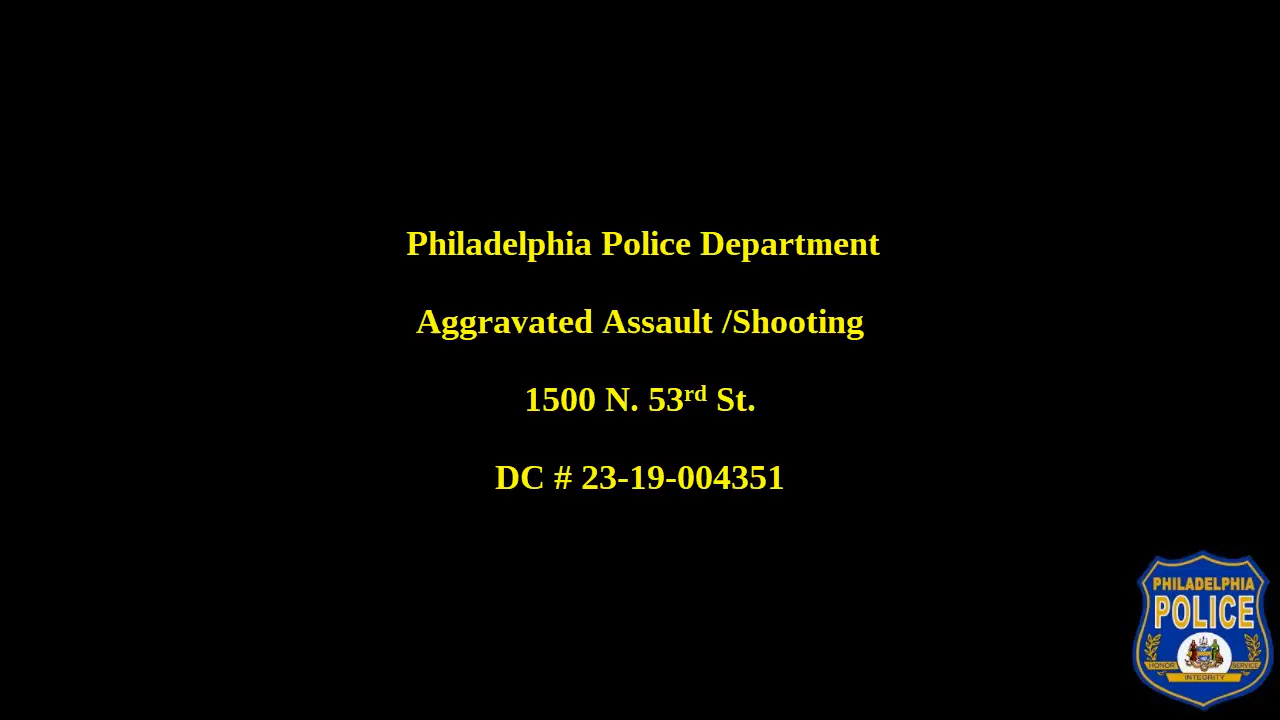 Philadelphia Police Department
Aggravated Assault /Shooting
1500 N. 53rd St.
DC # 23-19-004351
PHILADELPHIA
POLICE
HONOR
SERVICE
INTEGRITY